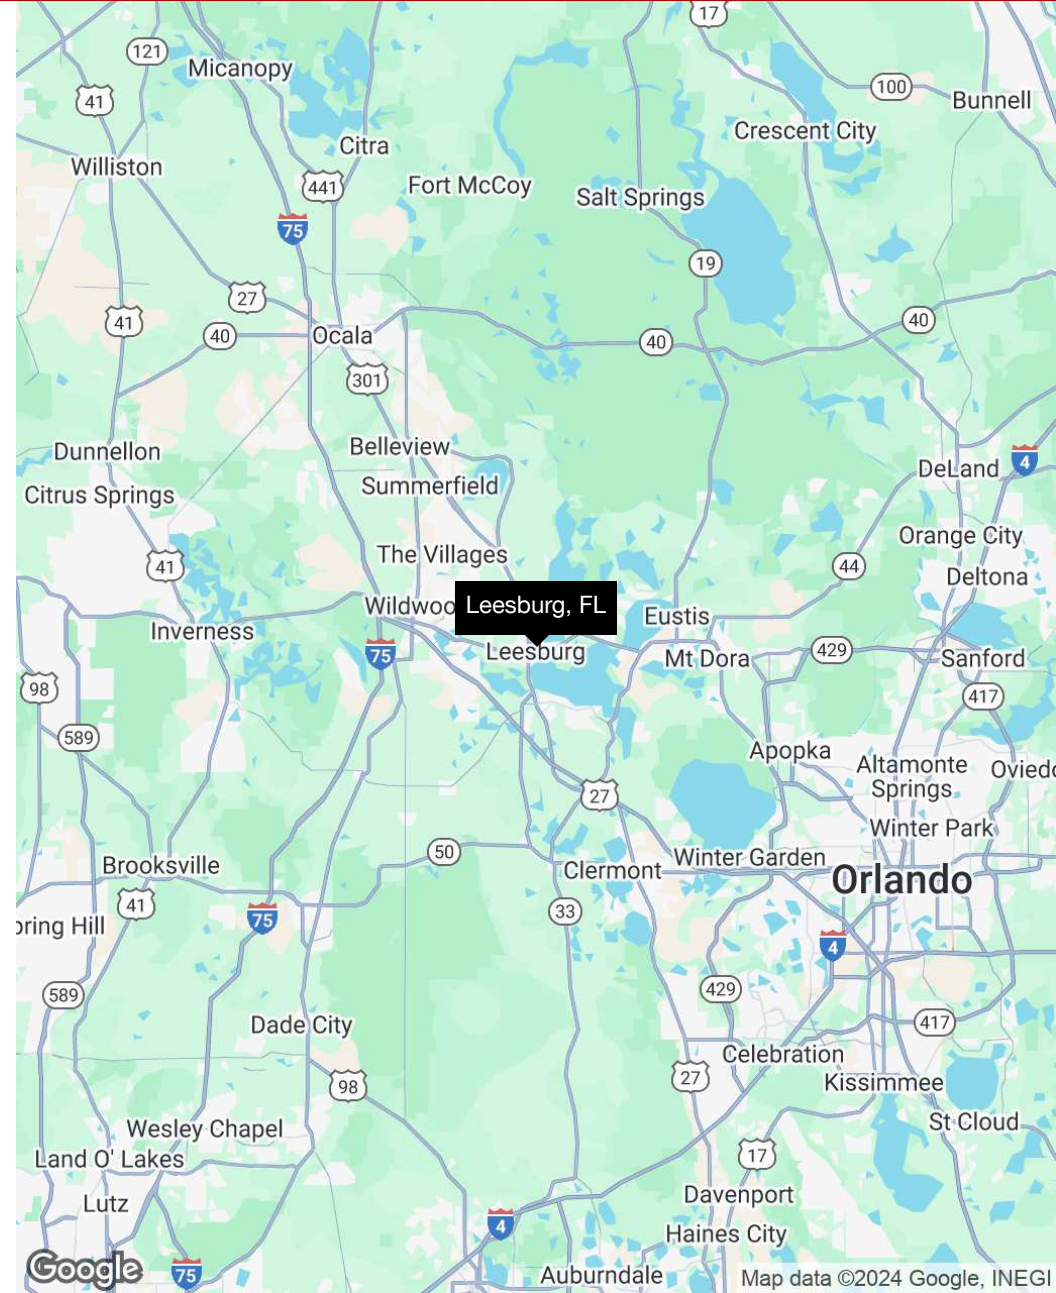 17
121
Micanopy
100
41
Bunnell
Crescent City
Citra
Williston
441
Fort McCoy
Salt Springs
75
19
27
41
40
40
Ocala
40
301
Belleview
Dunnellon
4
DeLand
Summerfield
Citrus Springs
Orange City
The Villages
41
44
Deltona
Wildwoo
Leesburg, FL
Eustis
Inverness
Leesburg
429
75
Mt Dora
Sanford
98
417
589
Apopka
Altamonte
Springs
Oviedo
27
Winter Park
50
Winter Garden
Brooksville
Clermont
Orlando
41
75
33
pring Hill
4
429
589
417
Dade City
Celebration
27
Kissimmee
98
St Cloud
Wesley Chapel
17
Land O' Lakes
Davenport
Lutz
4
Haines City
Google
75
Auburndale
Map data ©2024 Google, INEGI